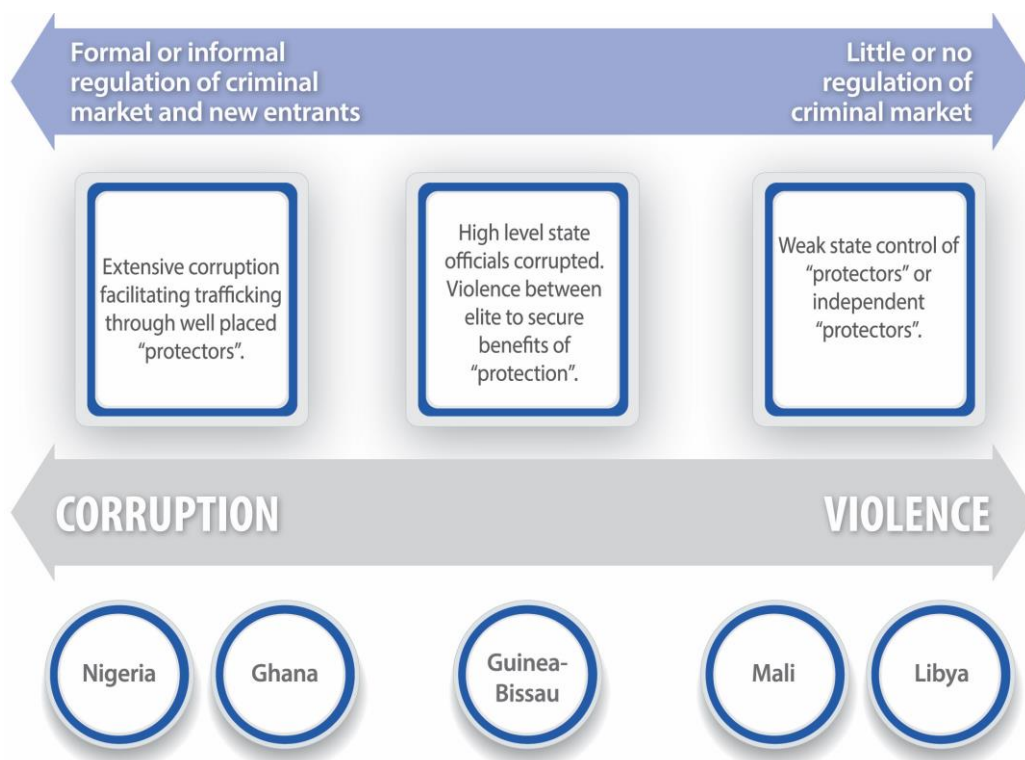 Formal or informal
regulation of criminal
market and new entrants
Little or no
regulation of
criminal market
Extensive corruption
facilitating trafficking
through well placed
“protectors”.
High level state
officials corrupted.
Violence between
elite to secure
benefits of
“protection”.
Weak state control of
“protectors” or
independent
“protectors”.
CORRUPTION
VIOLENCE
Nigeria
Ghana
Guinea-
Bissau
Mali
Libya